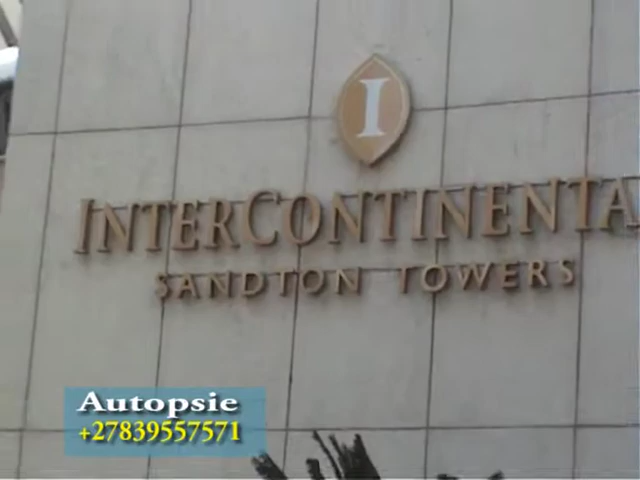 I
INTERCONTINENTA
SANDTON TOWERS
Autopsie
+27839557571